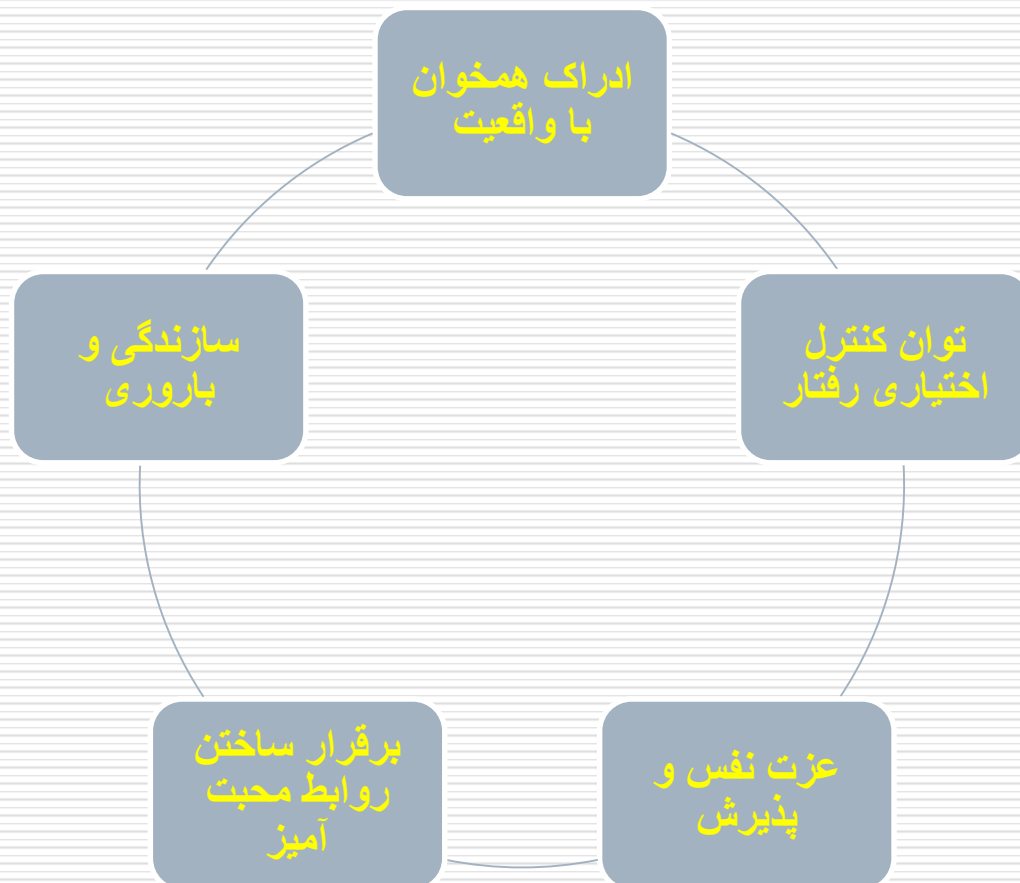 ادراک همخوان
با واقعیت
توان کنترل
اختیاری رفتار
عزت نفس و
پذیرش
برقرار ساختن
روابط محبت
آمیز
سازندگی و
باروری